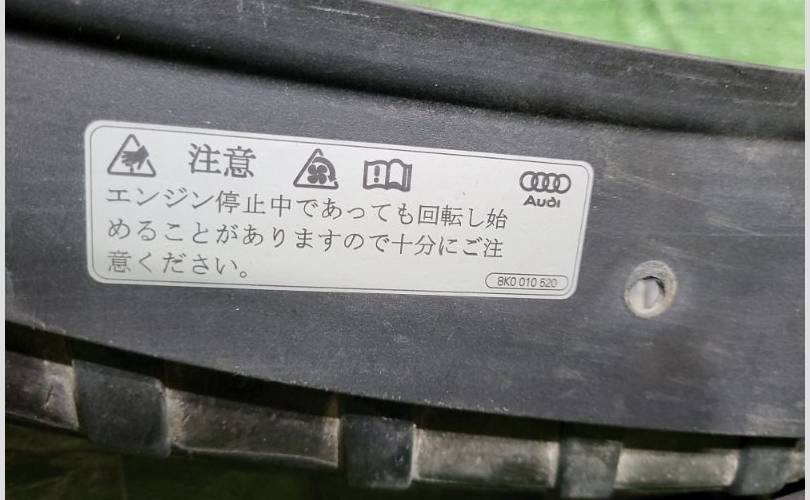 注意
Audi
エンジン停止中であっても回転し始
めることがありますので十分にご注
意ください。
8K0 010 520